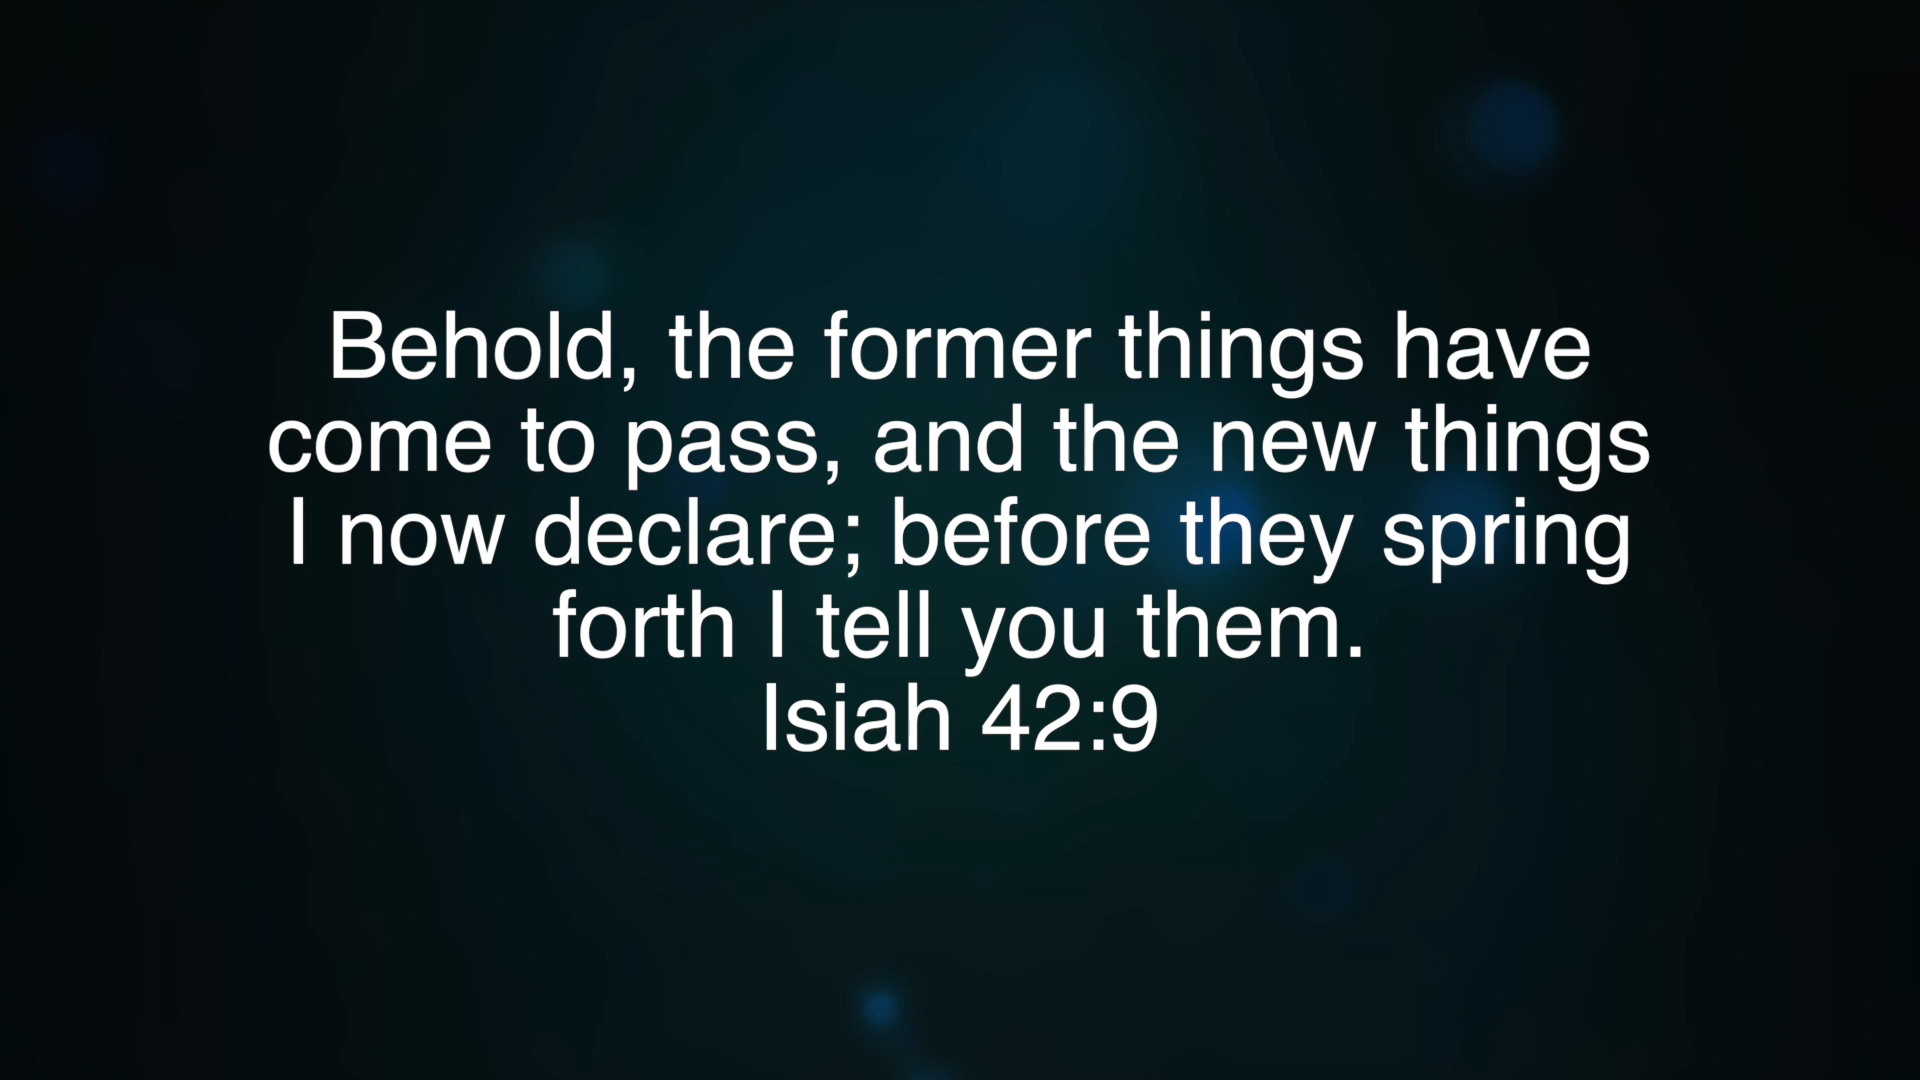 Behold, the former things have
come to pass, and the new things
I now declare; before they spring
forth I tell you them.
Isiah 42:9